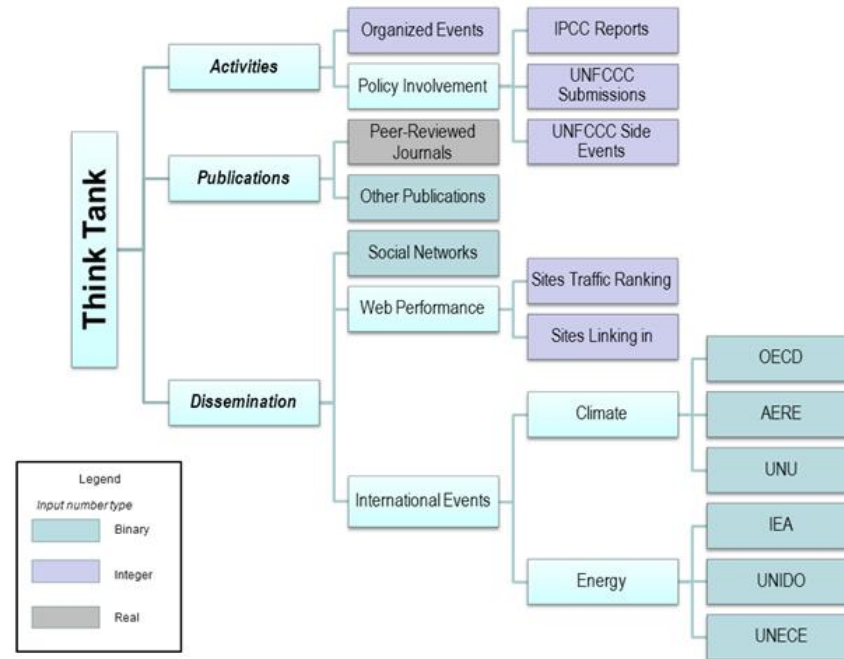 Think Tank
Activities
Organized Events
Policy Involvement
IPCC Reports
UNFCCC
Submissions
UNFCCC Side
Events
Publications
Peer-Reviewed
Journals
Other Publications
Dissemination
Social Networks
Web Performance
Sites Traffic Ranking
Sites Linking in
International Events
Climate
OECD
AERE
UNU
Energy
IEA
UNIDO
UNECE
Legend
Input number type
Binary
Integer
Real